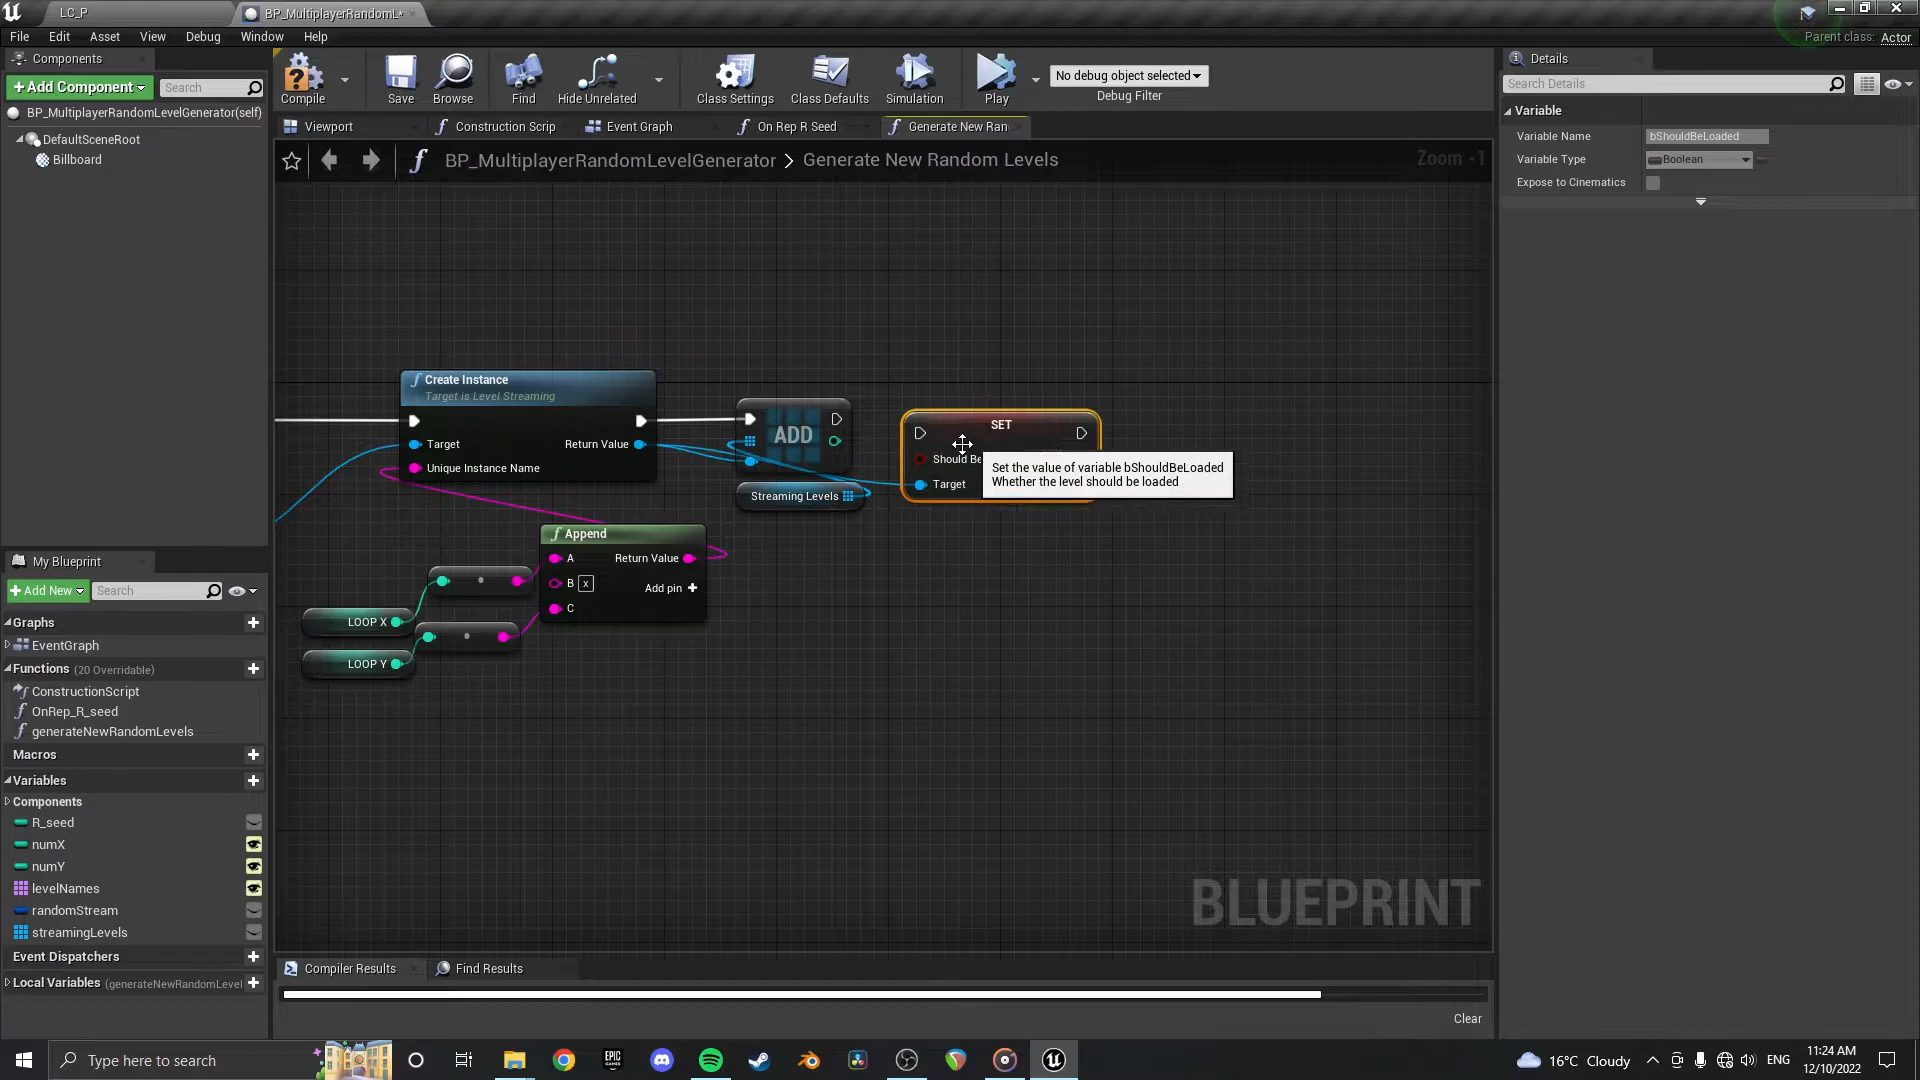 LC_P
BP_MultiplayerRandomL*
File Edit Asset View Debug Window Help
Parent class: Actor
Components
+Add Component
Search
BP_MultiplayerRandomLevelGenerator(self)
DefaultSceneRoot
Billboard
Compile
Save
Browse
Find
Hide Unrelated
Class Settings
Class Defaults
Simulation
Play
No debug object selected
Debug Filter
Viewport
Construction Scrip
Event Graph
On Rep R Seed
Generate New Ran
BP_MultiplayerRandomLevelGenerator > Generate New Random Levels
Zoom -1
Create Instance
Target is Level Streaming
Target
Return Value
Unique Instance Name
ADD
Streaming Levels
SET
Should Be
Target
Set the value of variable bShouldBeLoaded
Whether the level should be loaded
Append
A
Return Value
B x
Add pin +
C
LOOP X
LOOP Y
BLUEPRINT
Details
Search Details
Variable
Variable Name
bShouldBeLoaded
Variable Type
Boolean
Expose to Cinematics
My Blueprint
+Add New
Search
Graphs
EventGraph
Functions (20 Overridable)
ConstructionScript
OnRep_R_seed
generateNewRandomLevels
Macros
Variables
Components
R_seed
numX
numY
levelNames
randomStream
streamingLevels
Event Dispatchers
Local Variables (generateNewRandomLevel
Compiler Results
Find Results
Clear
Type here to search
EPIC GAMES
16°C Cloudy
ENG
11:24 AM
12/10/2022